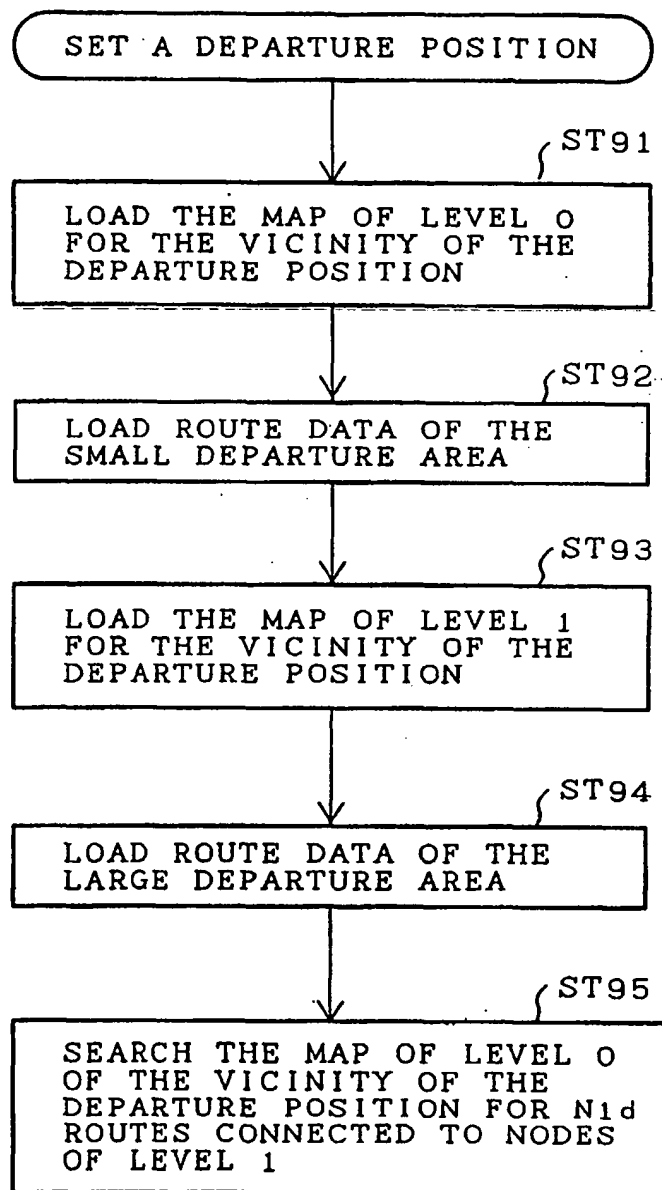 SET A DEPARTURE POSITION
ST91
LOAD THE MAP OF LEVEL 0
FOR THE VICINITY OF THE
DEPARTURE POSITION
ST92
LOAD ROUTE DATA OF THE
SMALL DEPARTURE AREA
ST93
LOAD THE MAP OF LEVEL 1
FOR THE VICINITY OF THE
DEPARTURE POSITION
ST94
LOAD ROUTE DATA OF THE
LARGE DEPARTURE AREA
ST95
SEARCH THE MAP OF LEVEL 0
OF THE VICINITY OF THE
DEPARTURE POSITION FOR N1d
ROUTES CONNECTED TO NODES
OF LEVEL 1